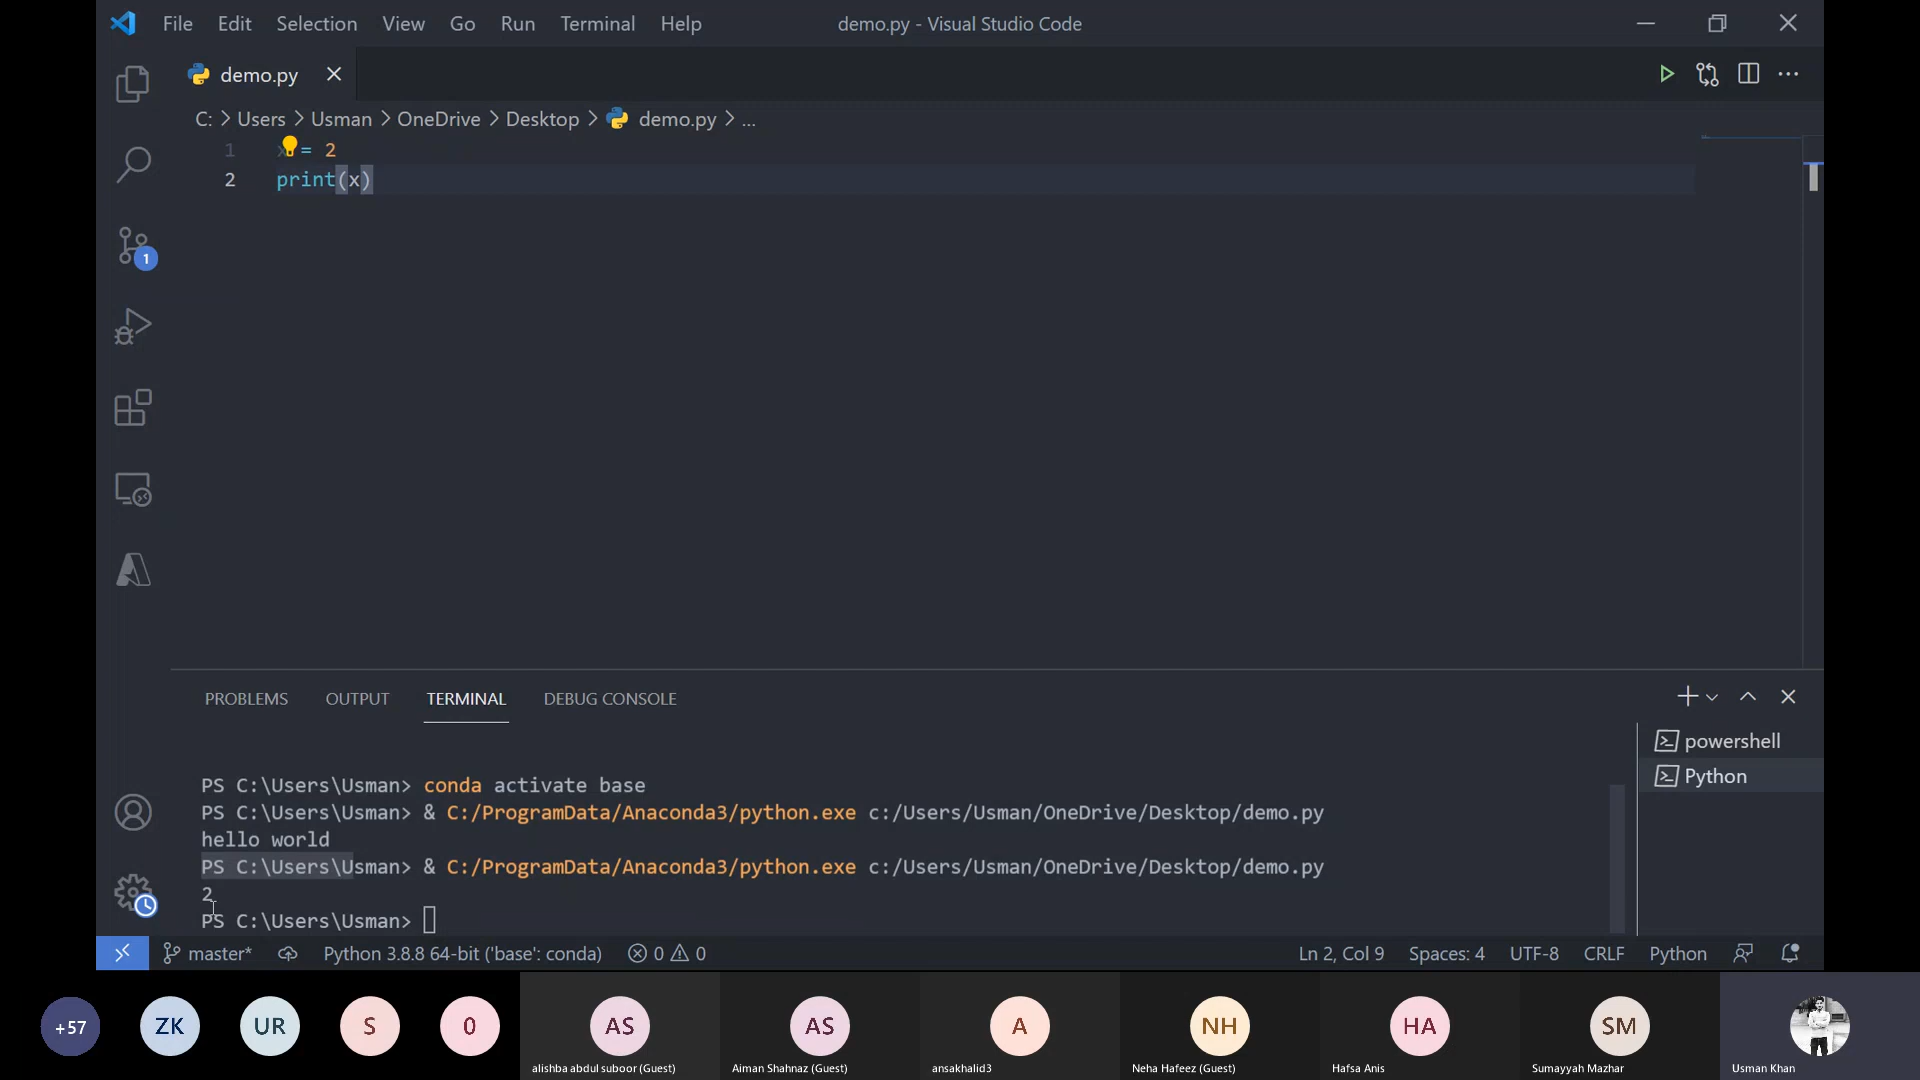 File Edit Selection View Go Run Terminal Help demo.py - Visual Studio Code
demo.py
C: > Users > Usman > OneDrive > Desktop > demo.py > ...
1 = 2
2 print(x)
1
PROBLEMS OUTPUT TERMINAL DEBUG CONSOLE
powershell
Python
PS C:\Users\Usman> conda activate base
PS C:\Users\Usman> & C:/ProgramData/Anaconda3/python.exe c:/Users/Usman/OneDrive/Desktop/demo.py
hello world
PS C:\Users\Usman> & C:/ProgramData/Anaconda3/python.exe c:/Users/Usman/OneDrive/Desktop/demo.py
2
PS C:\Users\Usman>
master* Python 3.8.8 64-bit ('base': conda) 0 0 Ln 2, Col 9 Spaces: 4 UTF-8 CRLF Python
+57 ZK UR S 0 AS AS A NH HA SM
alishba abdul suboor (Guest) Aiman Shahnaz (Guest) ansakhalid3 Neha Hafeez (Guest) Hafsa Anis Sumayyah Mazhar Usman Khan